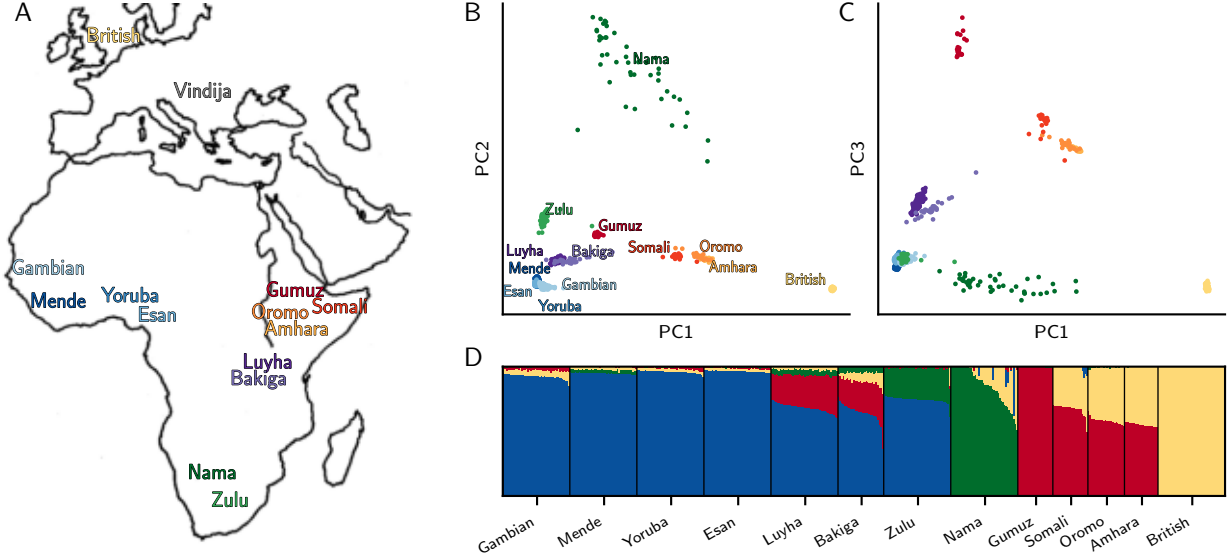 A
British
Vindija
Gambian
Mende
Yoruba
Esan
Gumuz
Somali
Oromo
Amhara
Luyha
Bakiga
Nama
Zulu
B
PC2
Nama
Zulu
Gumuz
Luyha
Bakiga
Somali
Oromo
Mende
Amhara
Esan
Gambian
British
Yoruba
PC1
C
PC3
PC1
D
Gambian
Mende
Yoruba
Esan
Luyha
Bakiga
Zulu
Nama
Gumuz
Somali
Oromo
Amhara
British